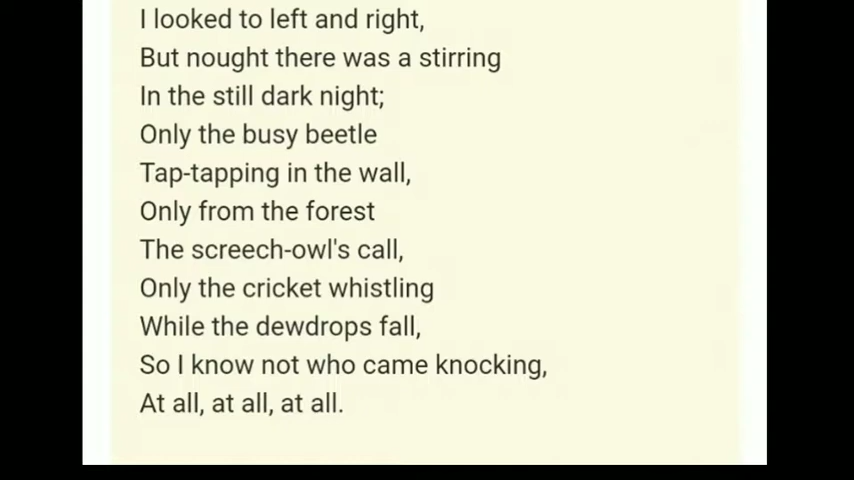 I looked to left and right,
But nought there was a stirring
In the still dark night;
Only the busy beetle
Tap-tapping in the wall,
Only from the forest
The screech-owl's call,
Only the cricket whistling
While the dewdrops fall,
So I know not who came knocking,
At all, at all, at all.